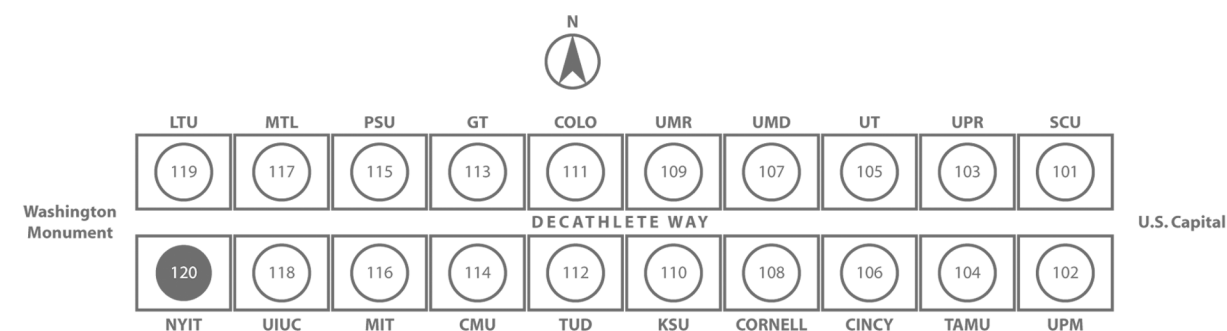 N
LTU MTL PSU GT COLO UMR UMD UT UPR SCU
119 117 115 113 111 109 107 105 103 101
Washington
Monument
DECATHLETE WAY
U.S. Capital
120 118 116 114 112 110 108 106 104 102
NYIT UIUC MIT CMU TUD KSU CORNELL CINCY TAMU UPM